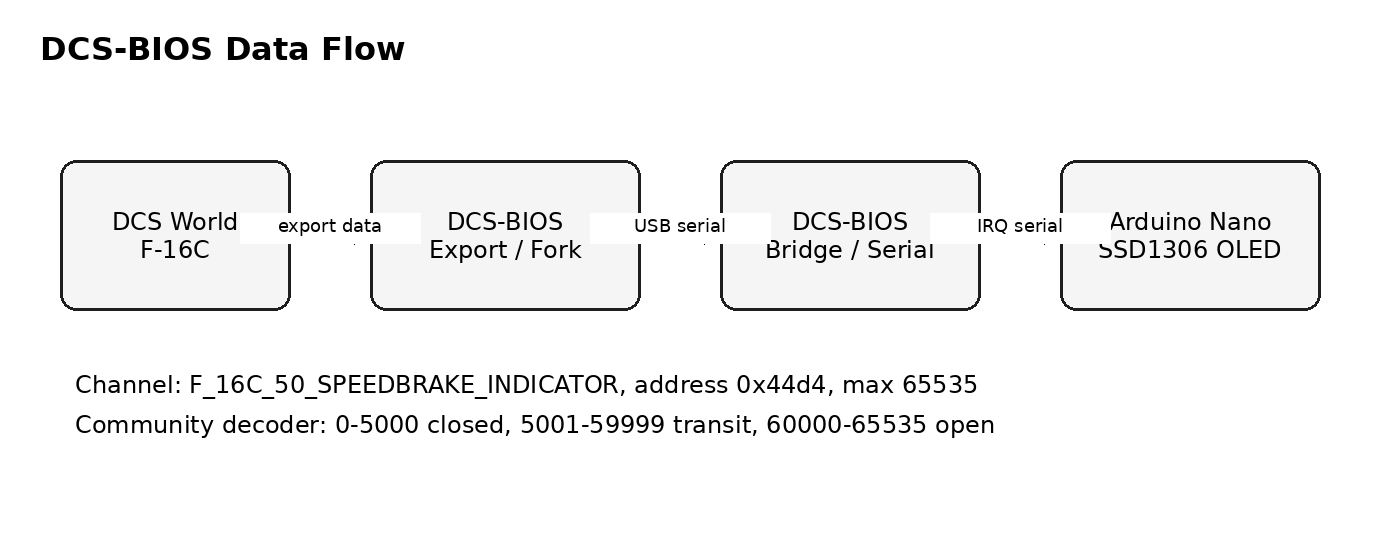 DCS-BIOS Data Flow
DCS World
F-16C
export data
DCS-BIOS
Export / Fork
USB serial
DCS-BIOS
Bridge / Serial
IRQ serial
Arduino Nano
SSD1306 OLED
Channel: F_16C_50_SPEEDBRAKE_INDICATOR, address 0x44d4, max 65535
Community decoder: 0-5000 closed, 5001-59999 transit, 60000-65535 open